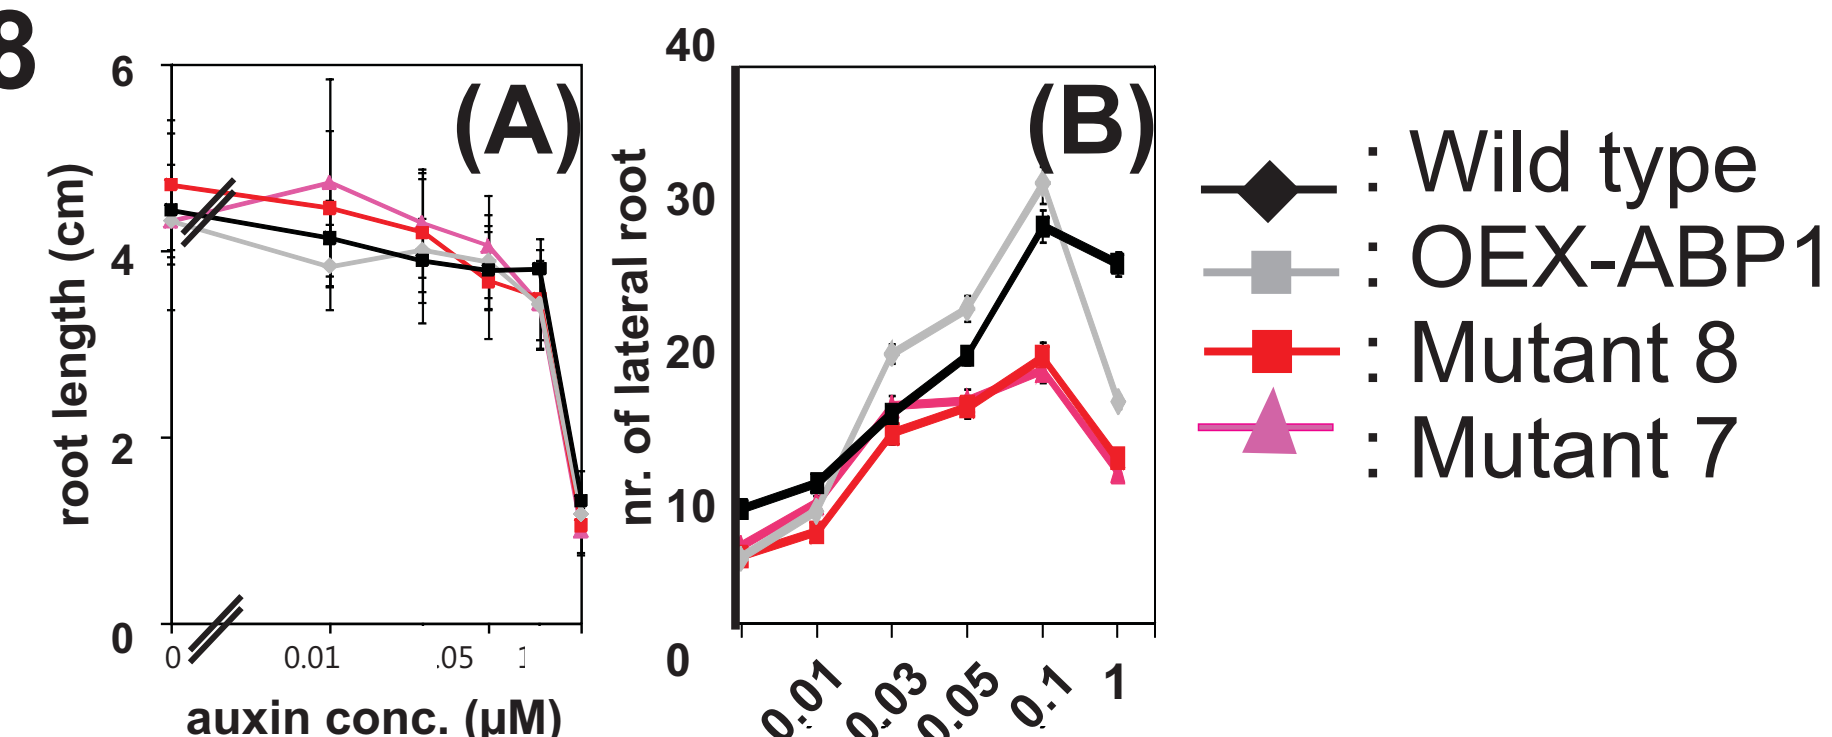 8
(A)
root length (cm)
6
4
2
0
0 0.01 .05 1
auxin conc. (µM)
(B)
nr. of lateral root
40
30
20
10
0
0.01 0.03 0.05 0.1 1
: Wild type
: OEX-ABP1
: Mutant 8
: Mutant 7